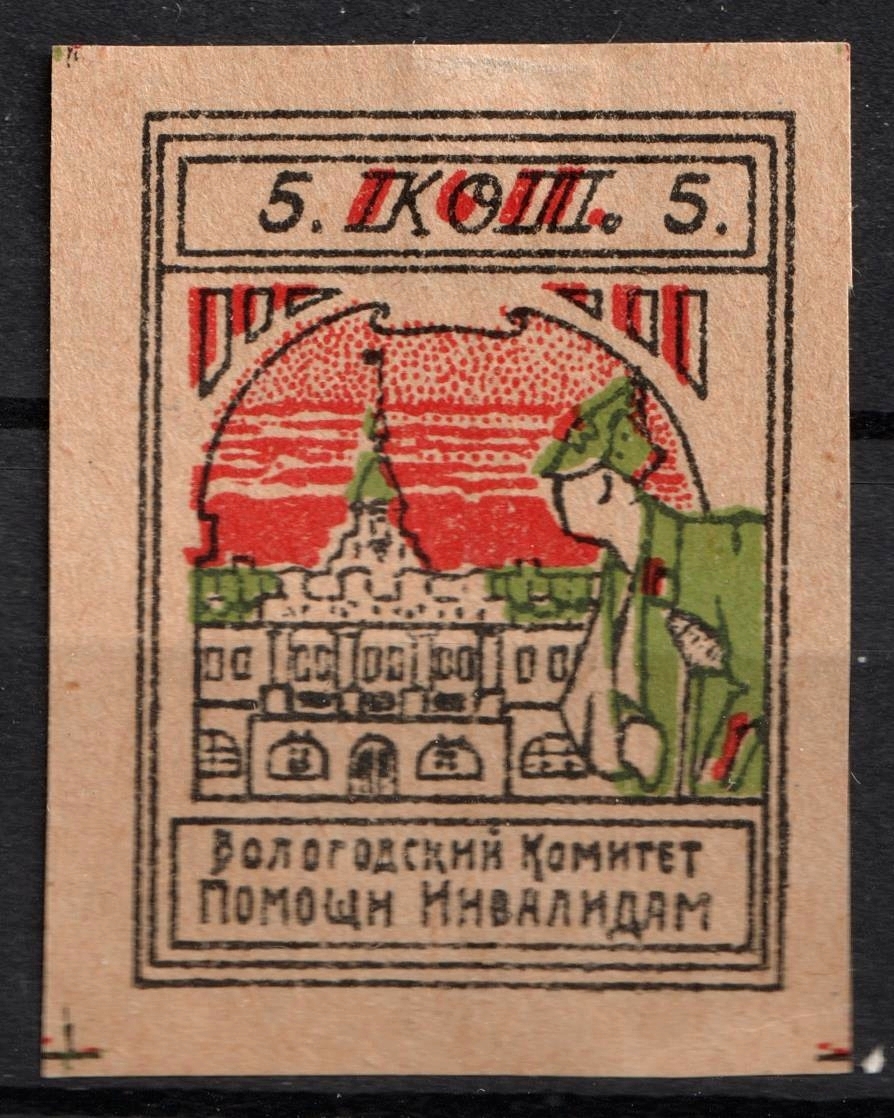 5. КОП. 5.
Вологодский Комитет
Помощи Инвалидам